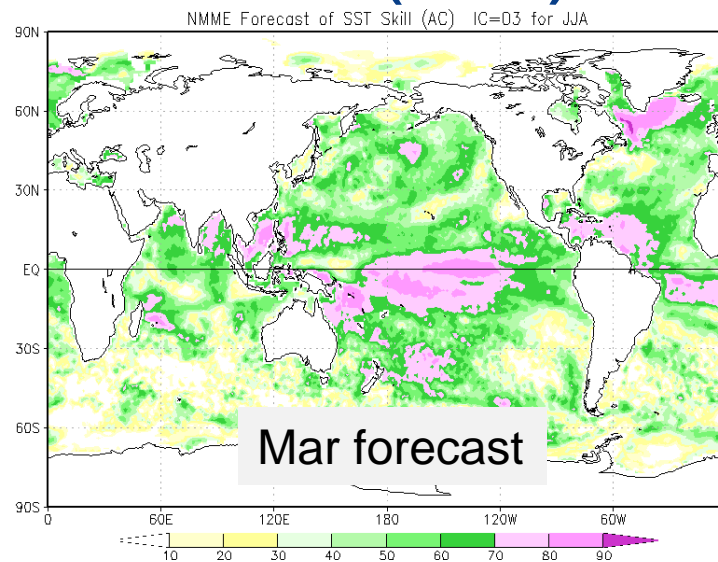 NMME Forecast of SST Skill (AC) IC=03 for JJA
90N
60N
30N
EQ
30S
60S
90S
Mar forecast
0 60E 120E 180 120W 60W
10 20 30 40 50 60 70 80 90